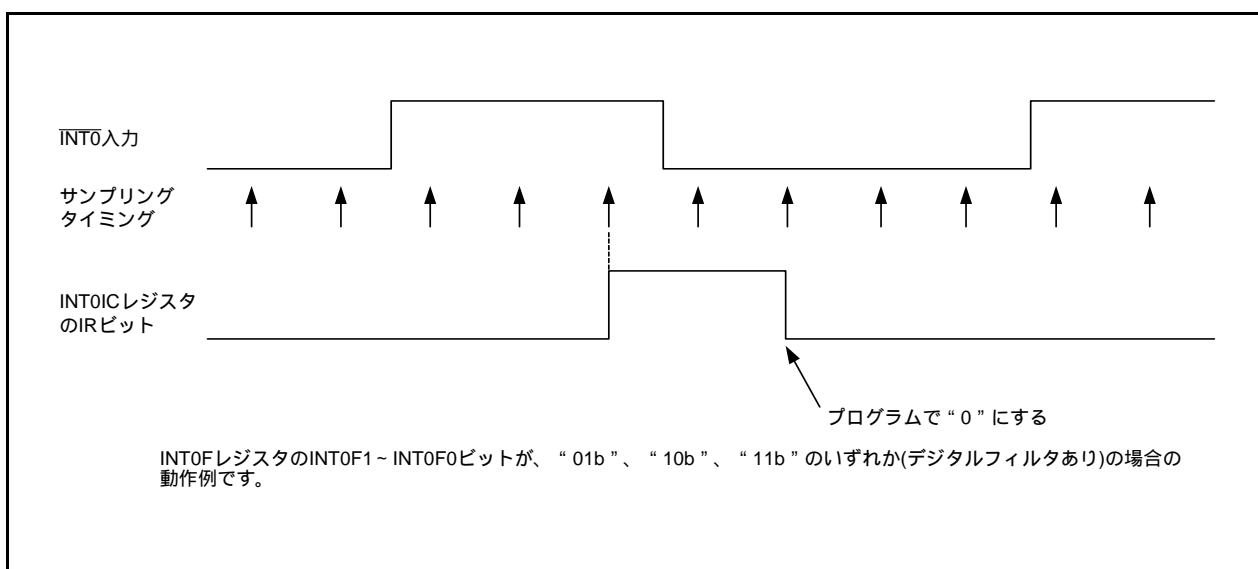 INT0入力
サンプリング
タイミング
INT0ICレジスタ
のIRビット
プログラムで“0”にする
INT0FレジスタのINT0F1~INT0F0ビットが、“01b”、“10b”、“11b”のいずれか(デジタルフィルタあり)の場合の
動作例です。